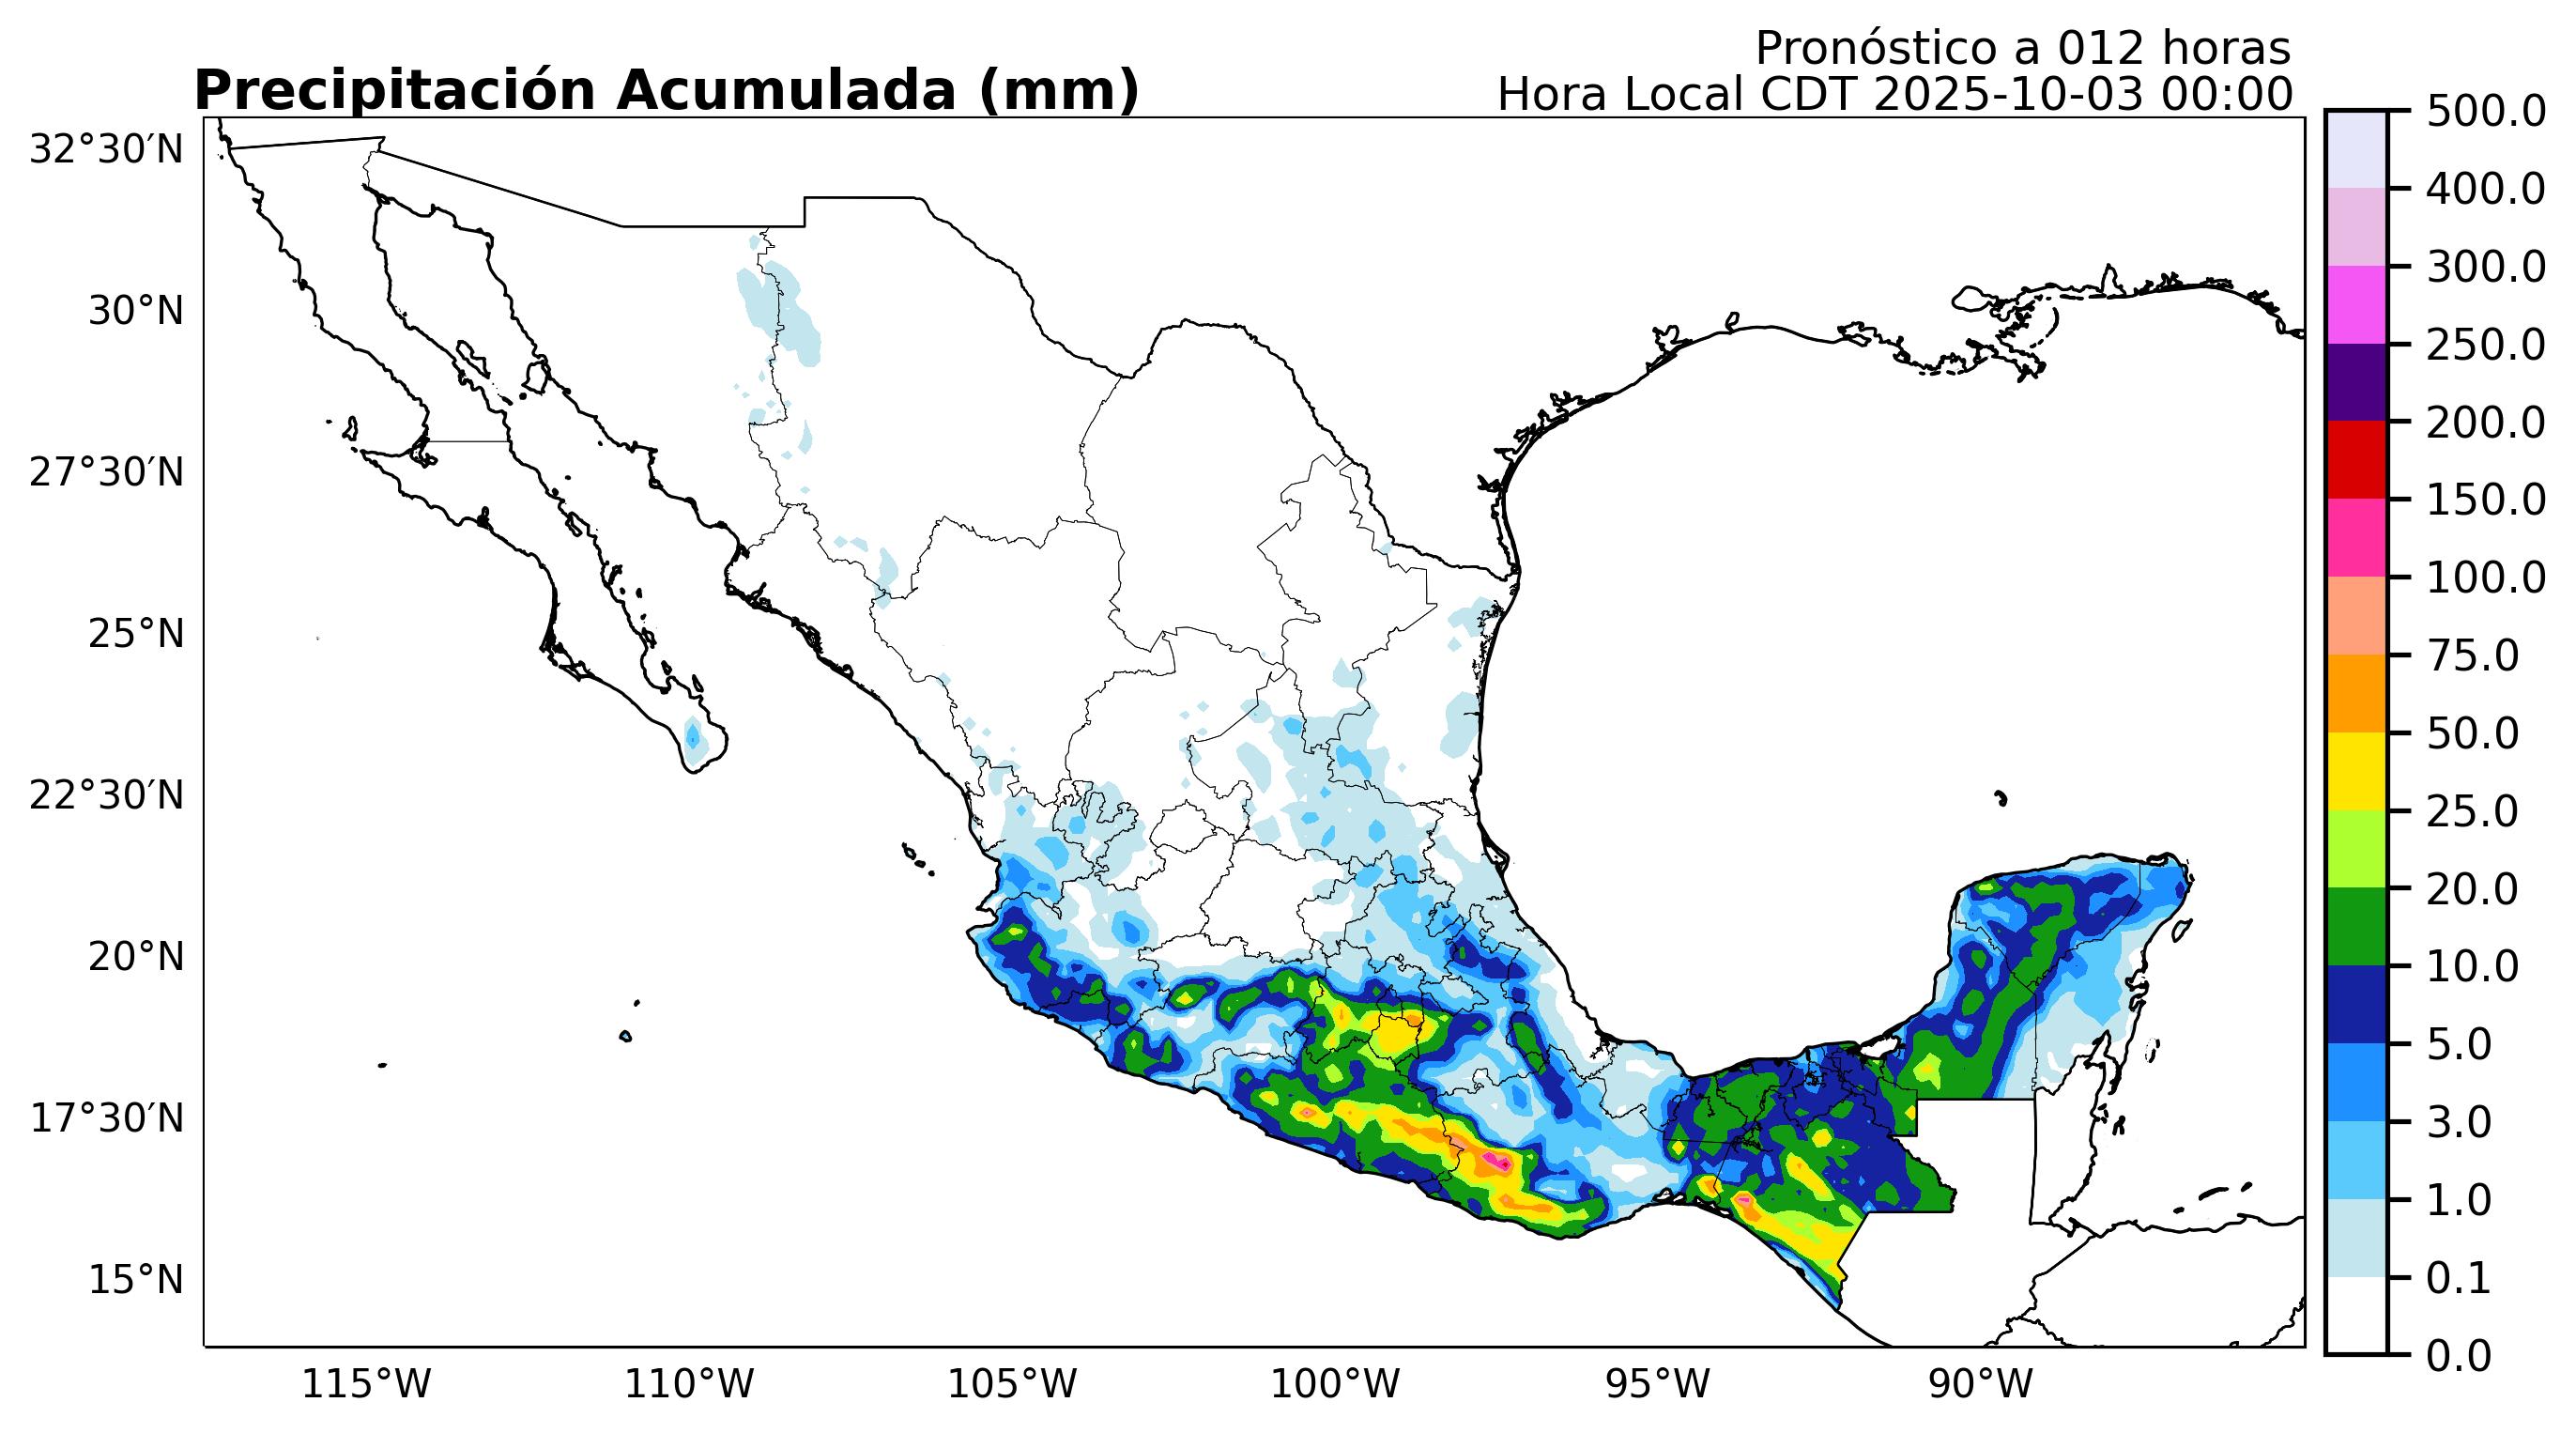 Pronóstico a 012 horas
Precipitación Acumulada (mm)
Hora Local CDT 2025-10-03 00:00
32°30′N
30°N
27°30′N
25°N
22°30′N
20°N
17°30′N
15°N
115°W
110°W
105°W
100°W
95°W
90°W
500.0
400.0
300.0
250.0
200.0
150.0
100.0
75.0
50.0
25.0
20.0
10.0
5.0
3.0
1.0
0.1
0.0